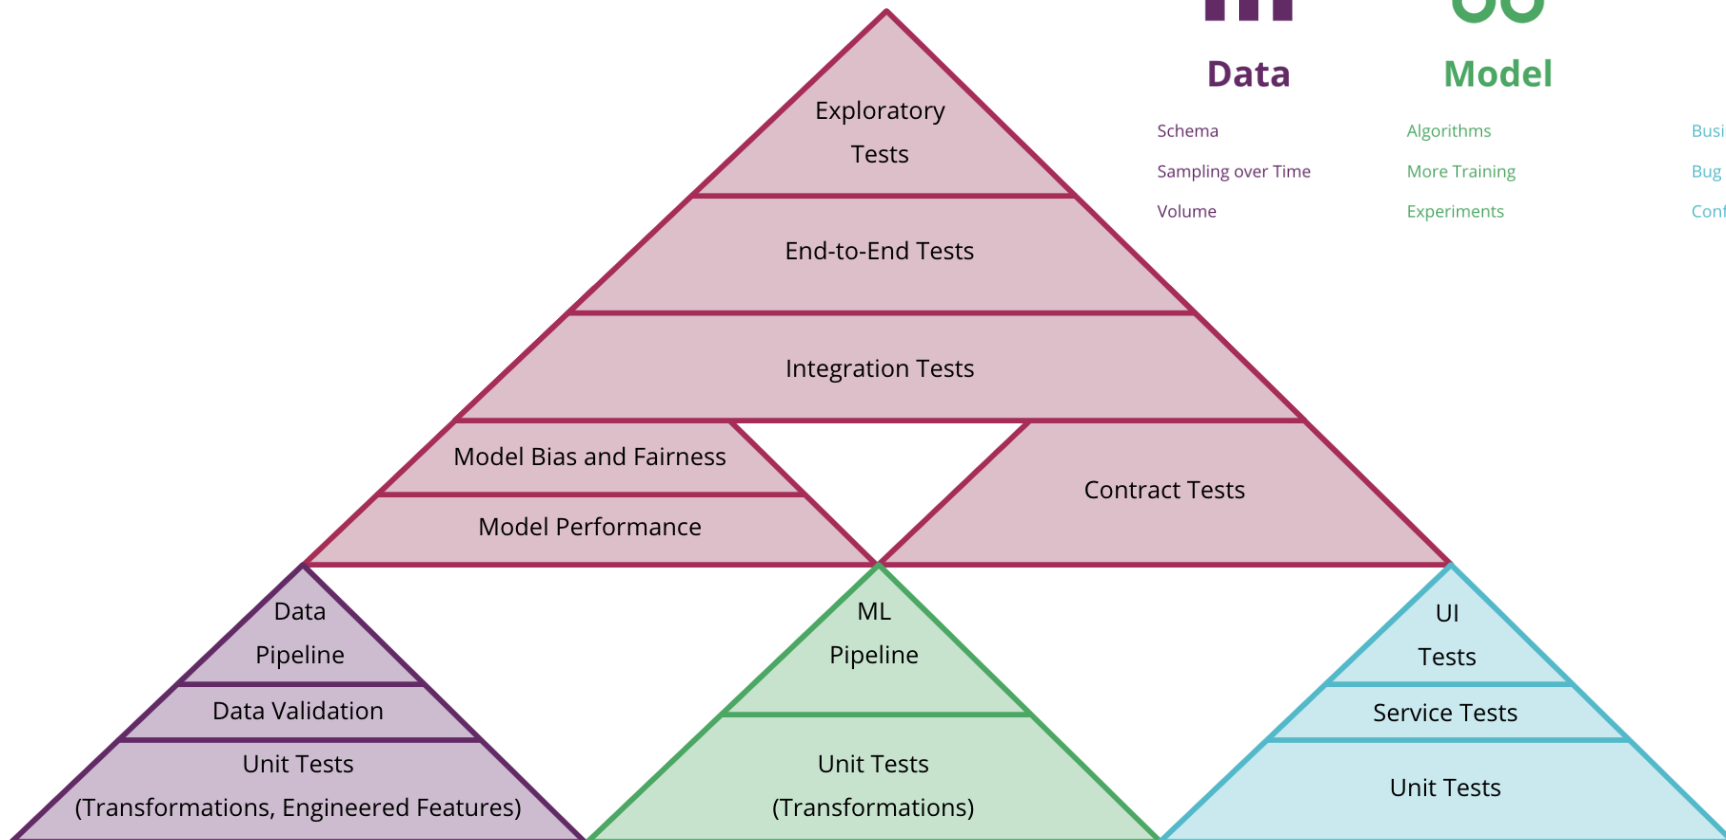 Data
Model
Schema
Algorithms
Sampling over Time
More Training
Bug
Volume
Experiments
Exploratory
Tests
End-to-End Tests
Integration Tests
Model Bias and Fairness
Model Performance
Contract Tests
Data
Pipeline
Data Validation
Unit Tests
(Transformations, Engineered Features)
ML
Pipeline
Unit Tests
(Transformations)
UI
Tests
Service Tests
Unit Tests